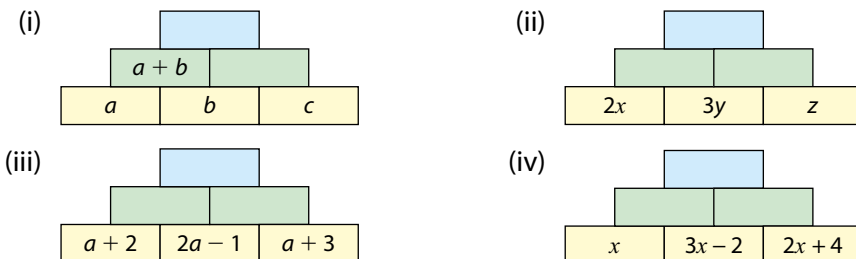 (i)
a + b
a b c
(ii)
2x 3y z
(iii)
a + 2 2a − 1 a + 3
(iv)
x 3x − 2 2x + 4